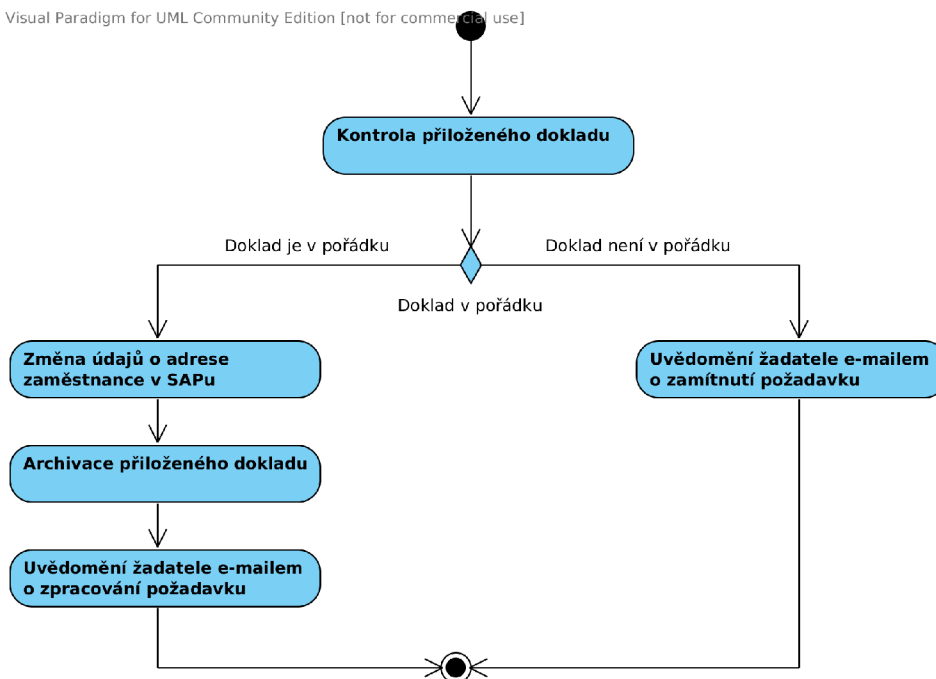 Visual Paradigm for UML Community Edition [not for commercial use]
Kontrola přiloženého dokladu
Doklad je v pořádku
Doklad není v pořádku
Doklad v pořádku
Změna údajů o adrese
zaměstnance v SAPu
Uvědomění žadatele e-mailem
o zamítnutí požadavku
Archivace přiloženého dokladu
Uvědomění žadatele e-mailem
o zpracování požadavku